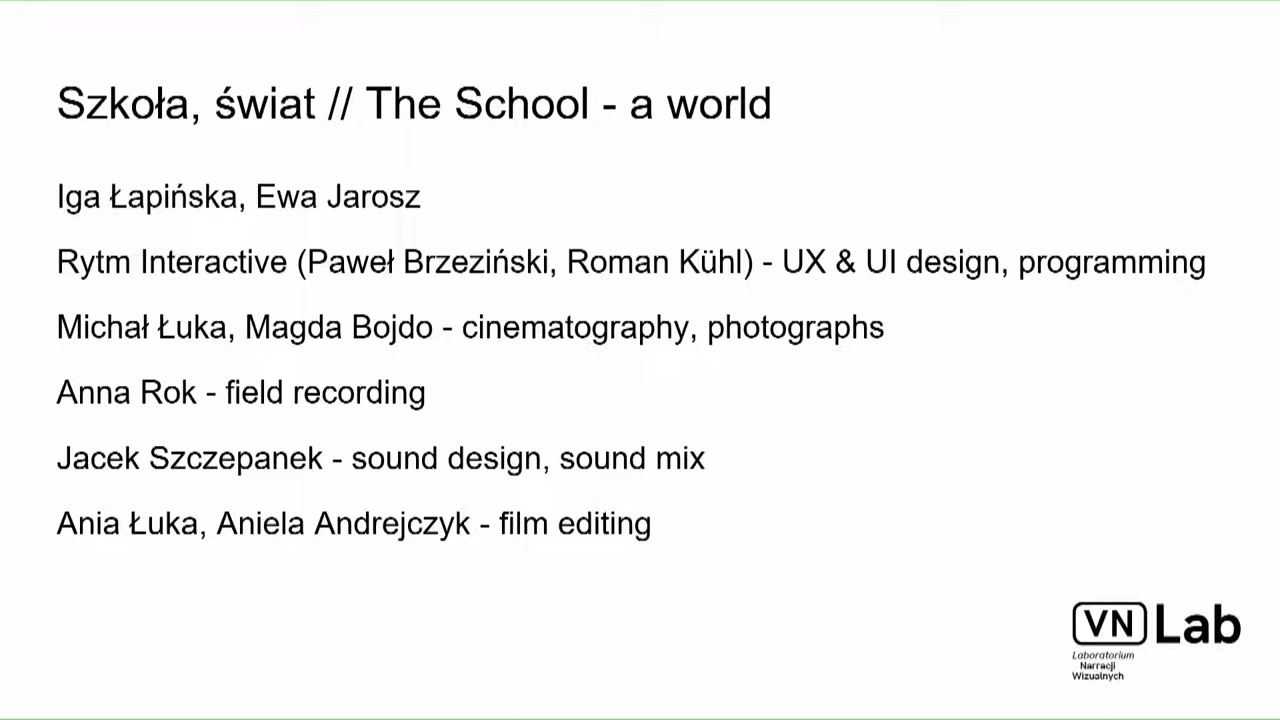 Szkoła, świat // The School - a world
Iga Łapińska, Ewa Jarosz
Rytm Interactive (Paweł Brzeziński, Roman Kühl) - UX & UI design, programming
Michał Łuka, Magda Bojdo - cinematography, photographs
Anna Rok - field recording
Jacek Szczepanek - sound design, sound mix
Ania Łuka, Aniela Andrejczyk - film editing
VN Lab
Laboratorium
Narracji
Wizualnych